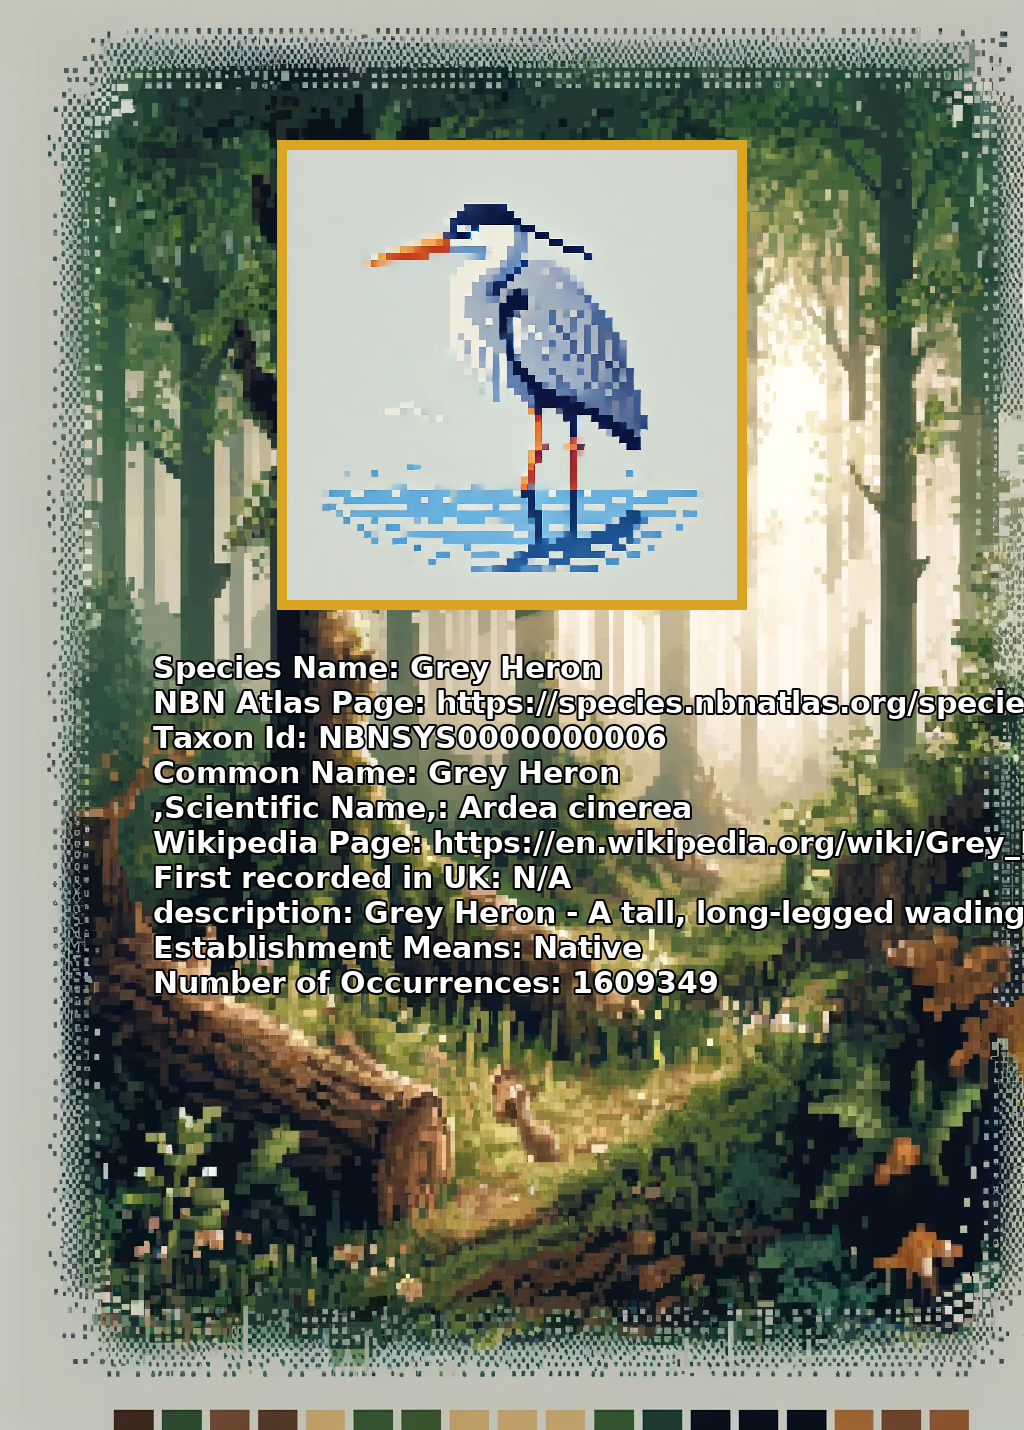 Species Name: Grey Heron
NBN Atlas Page: https://species.nbnatlas.org/specie
Taxon Id: NBNSYS0000000006
Common Name: Grey Heron
,Scientific Name,: Ardea cinerea
Wikipedia Page: https://en.wikipedia.org/wiki/Grey_
First recorded in UK: N/A
description: Grey Heron - A tall, long-legged wading
Establishment Means: Native
Number of Occurrences: 1609349